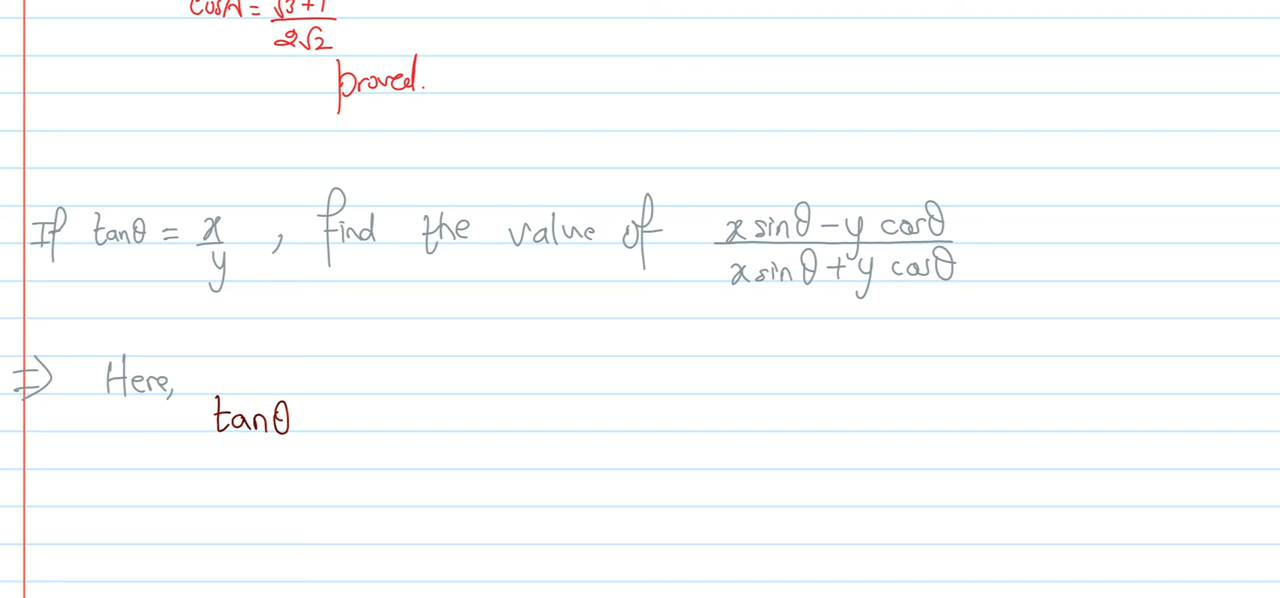 cosA = √3+1
2√2
proved.
If tanθ = x/y , find the value of (x sinθ - y cosθ)/(x sinθ + y cosθ)
⇒ Here,
tanθ